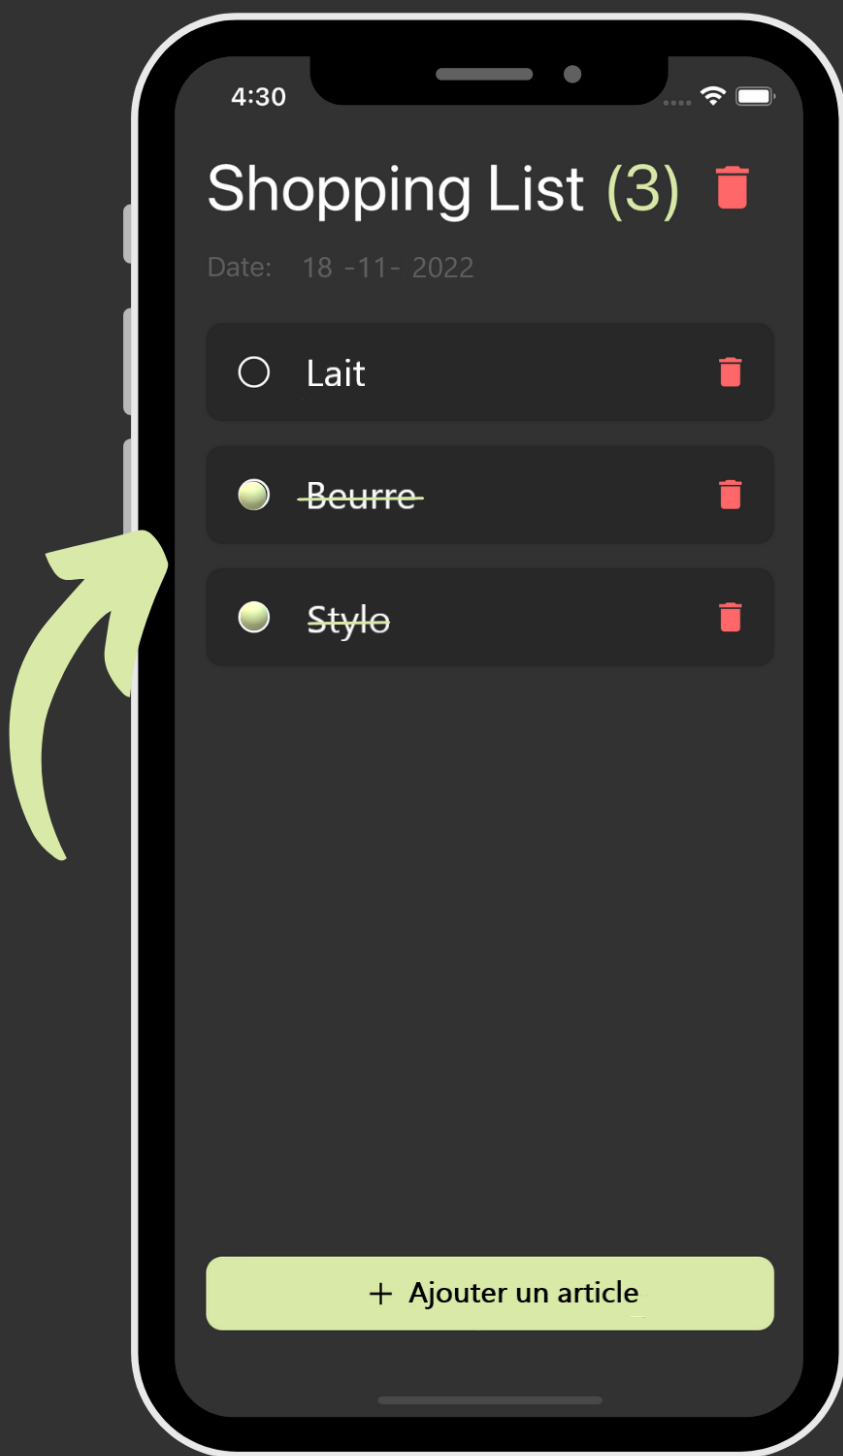 4:30
Shopping List (3)
Date: 18 -11- 2022
Lait
Beurre
Stylo
+ Ajouter un article